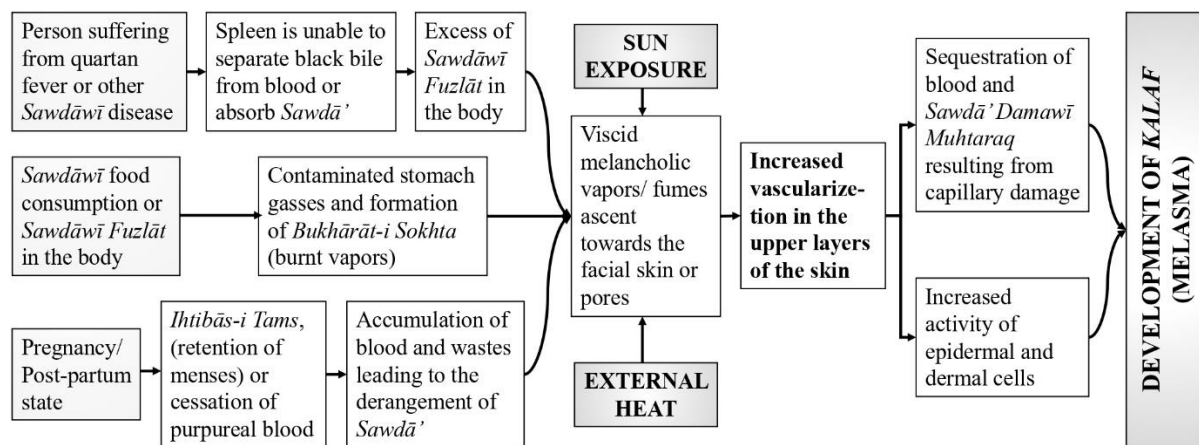 Person suffering
from quartan
fever or other
Sawdāwī disease
Spleen is unable to
separate black bile
from blood or
absorb Sawdā’
Excess of
Sawdāwī
Fuzlāt in
the body
Sawdāwī food
consumption or
Sawdāwī Fuzlāt
in the body
Contaminated stomach
gasses and formation
of Bukhārāt-i Sokhta
(burnt vapors)
Pregnancy/
Post-partum
state
Ihtibās-i Tams,
(retention of
menses) or
cessation of
purpureal blood
Accumulation of
blood and wastes
leading to the
derangement of
Sawdā’
SUN
EXPOSURE
Viscid
melancholic
vapors/ fumes
ascent
towards the
facial skin or
pores
EXTERNAL
HEAT
Increased
vascularize-
tion in the
upper layers
of the skin
Sequestration of
blood and
Sawdā’ Damawī
Muhtaraq
resulting from
capillary damage
Increased
activity of
epidermal and
dermal cells
DEVELOPMENT OF KALAF
(MELASMA)